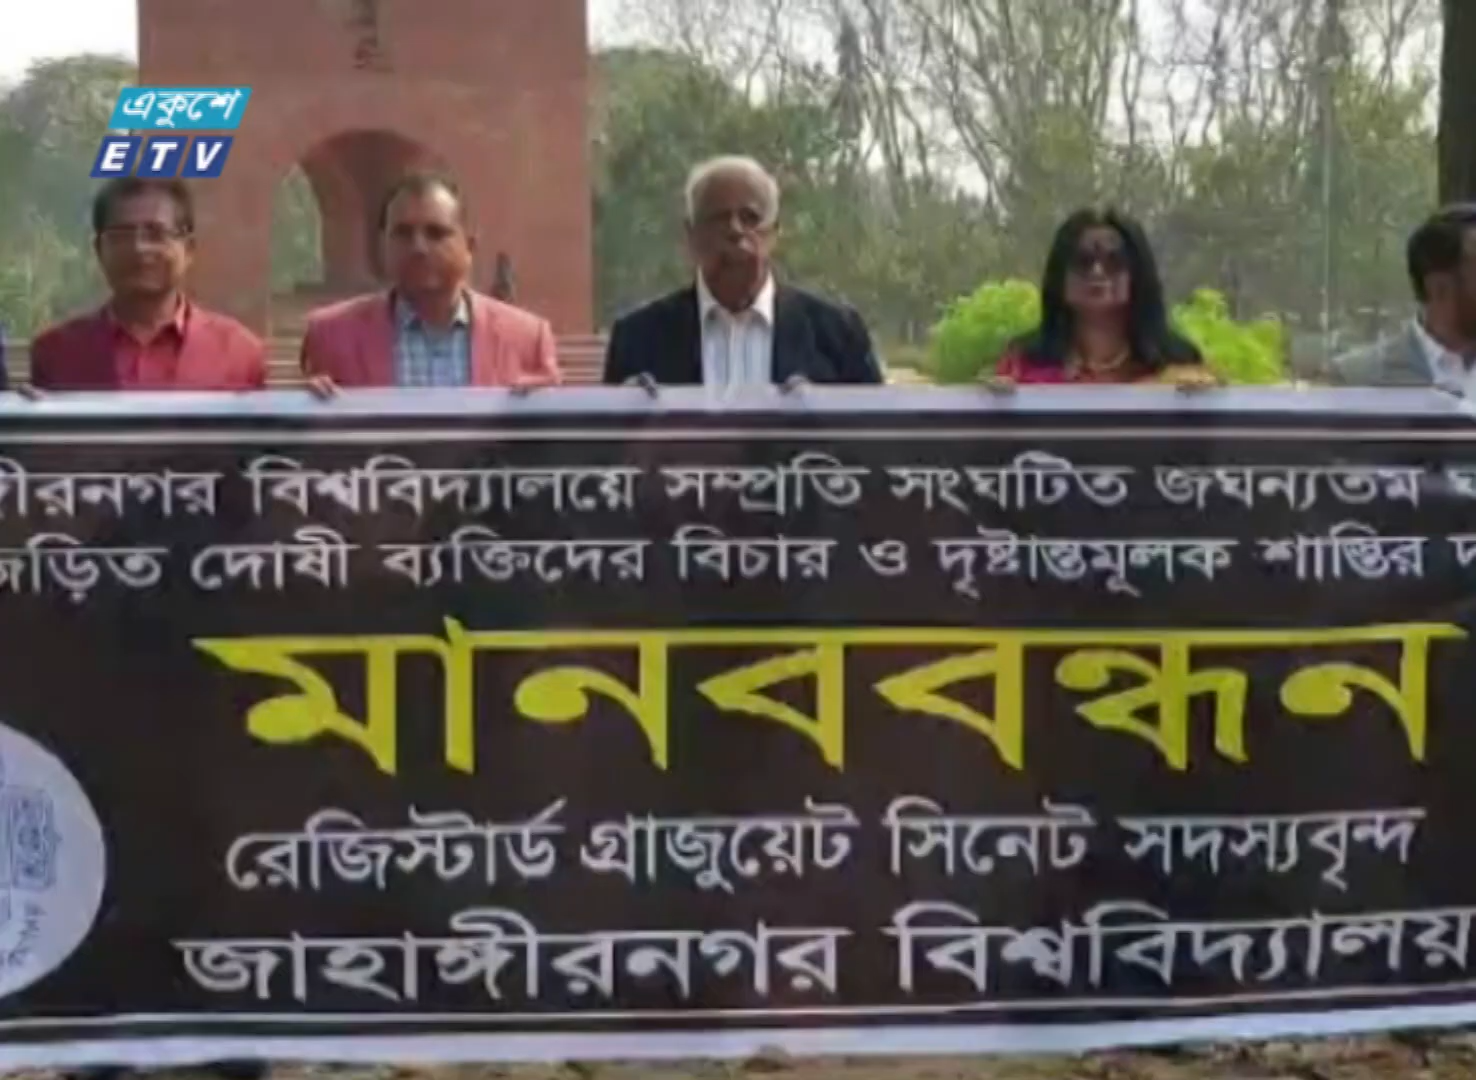 একুশে
ETV
বিশ্ববিদ্যালয়ে সম্প্রতি সংঘটিত জঘন্যতম
জড়িত দোষী ব্যক্তিদের বিচার ও দৃষ্টান্তমূলক শাস্তির
মানববন্ধন
রেজিস্টার্ড গ্রাজুয়েট সিনেট সদস্যবৃন্দ
জাহাঙ্গীরনগর বিশ্ববিদ্যালয়